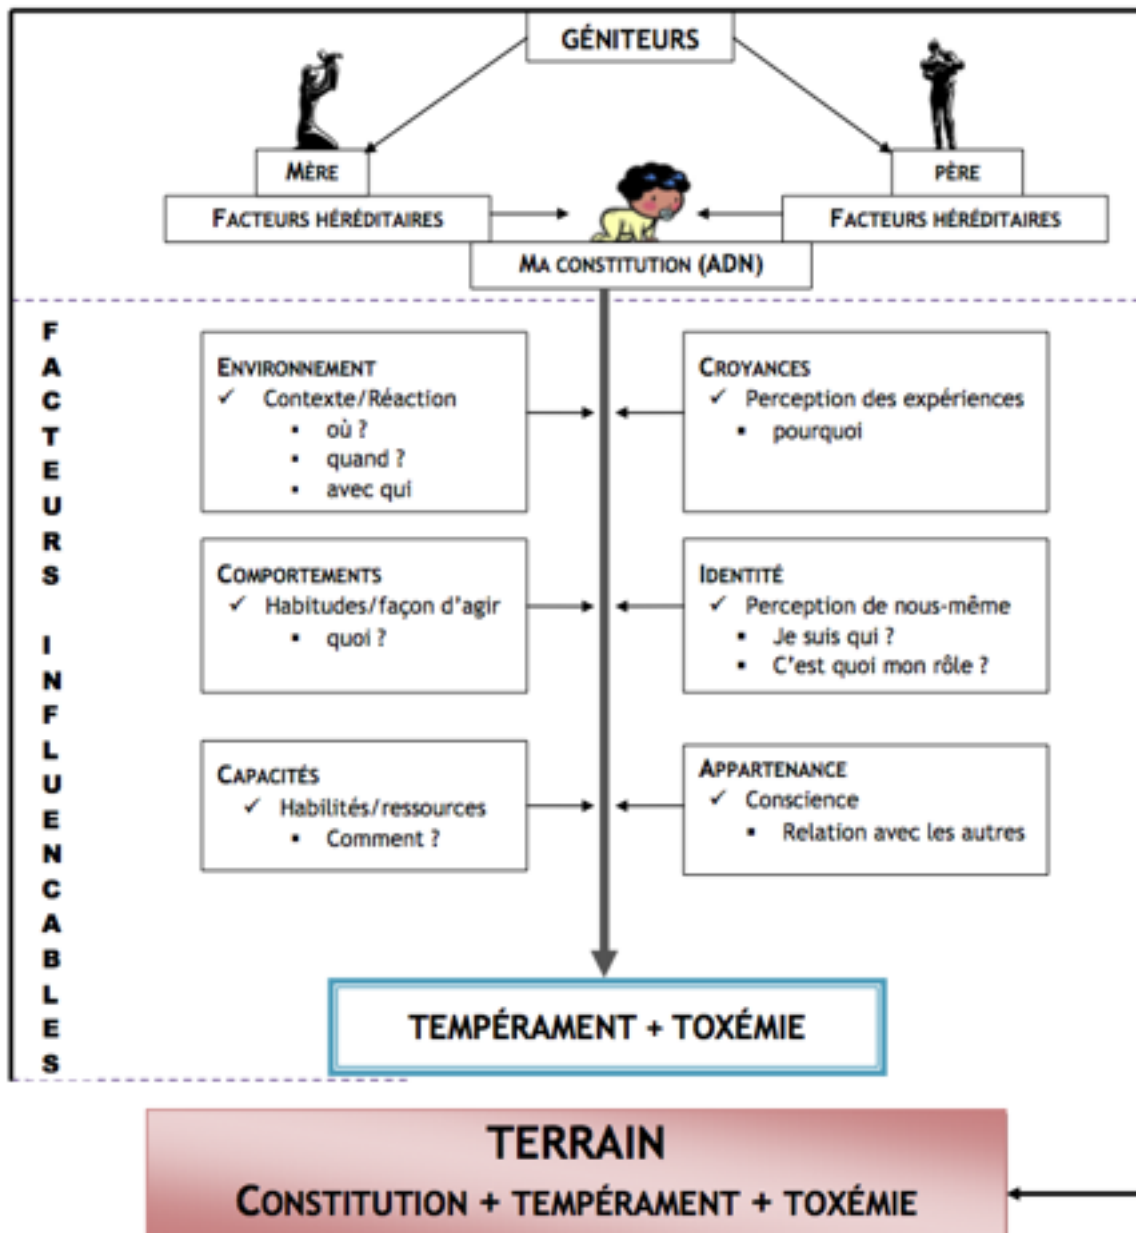 GÉNITEURS
MÈRE
PÈRE
FACTEURS HÉRÉDITAIRES
FACTEURS HÉRÉDITAIRES
MA CONSTITUTION (ADN)
FACTEURS INFLUENCABLES
ENVIRONNEMENT
✓ Contexte/Réaction
▪ où ?
▪ quand ?
▪ avec qui
CROYANCES
✓ Perception des expériences
▪ pourquoi
COMPORTEMENTS
✓ Habitudes/façon d'agir
▪ quoi ?
IDENTITÉ
✓ Perception de nous-même
▪ Je suis qui ?
▪ C'est quoi mon rôle ?
CAPACITÉS
✓ Habilités/ressources
▪ Comment ?
APPARTENANCE
✓ Conscience
▪ Relation avec les autres
TEMPÉRAMENT + TOXÉMIE
TERRAIN
CONSTITUTION + TEMPÉRAMENT + TOXÉMIE